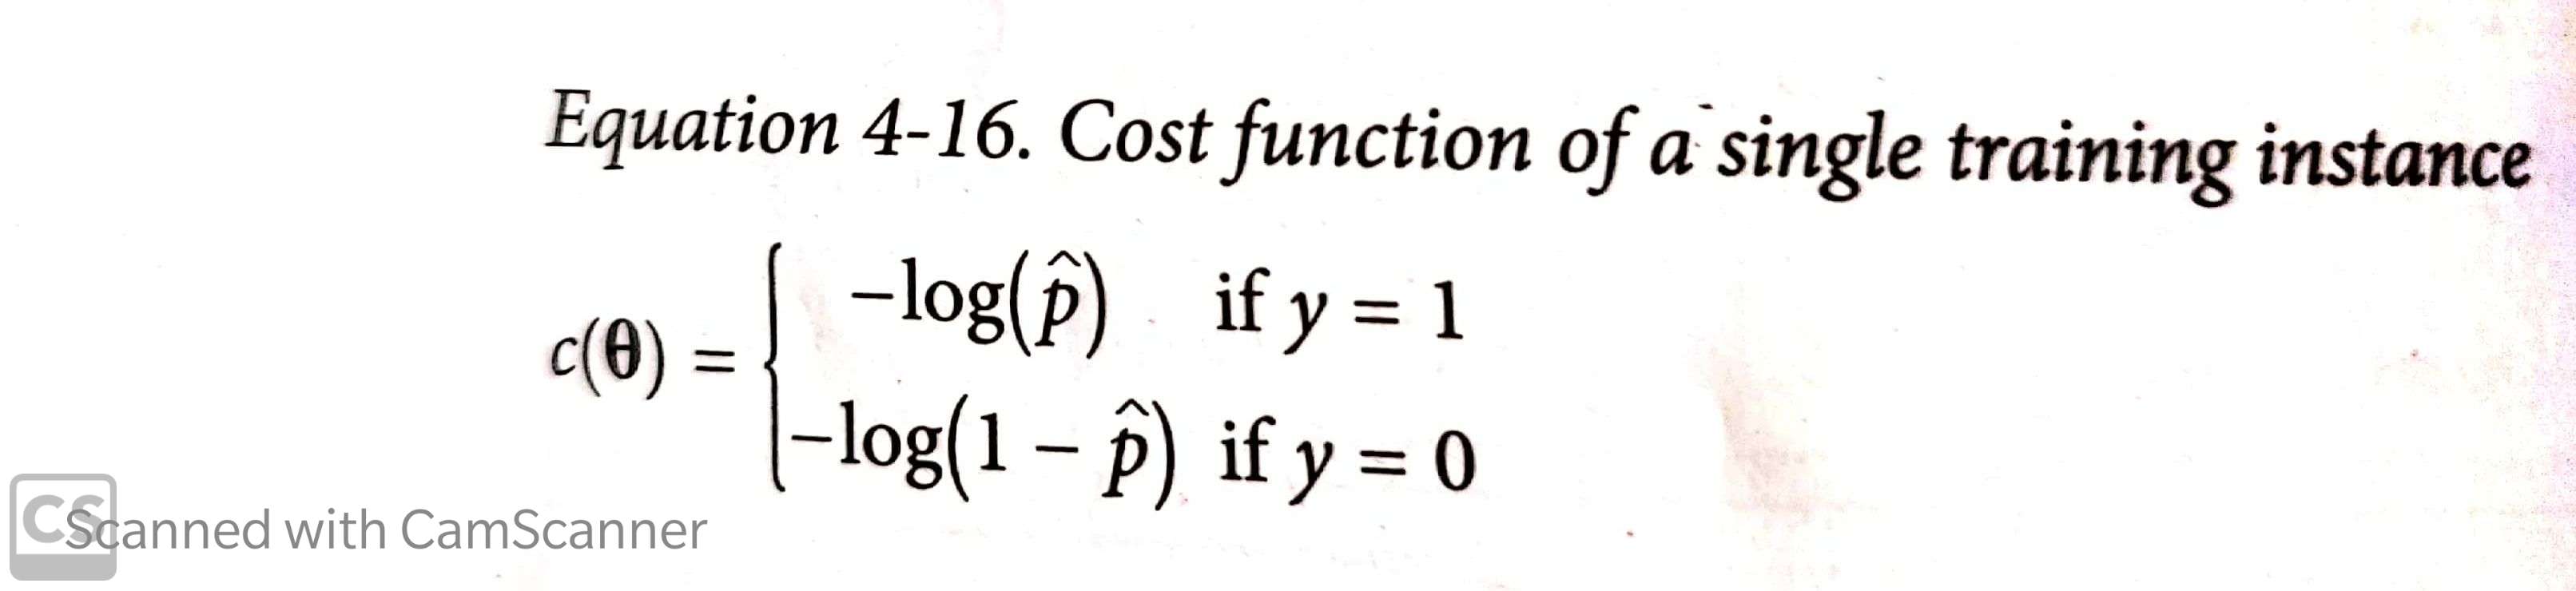 Equation 4-16. Cost function of a single training instance
c(θ) = { −log(p̂) if y = 1
−log(1 − p̂) if y = 0
CS Scanned with CamScanner